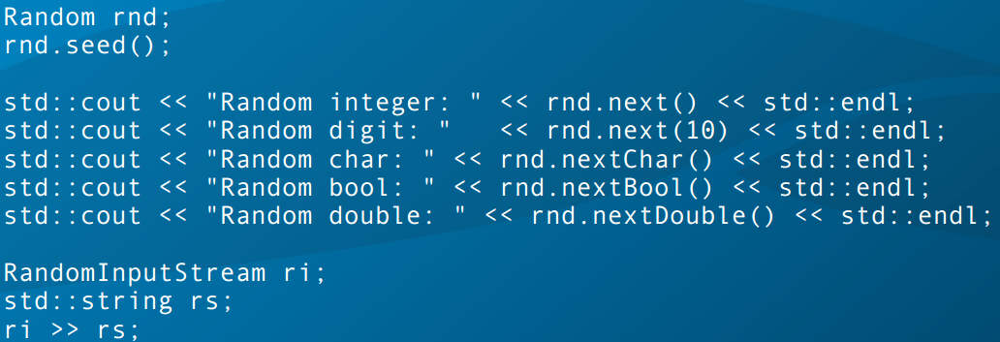 Random rnd;
rnd.seed();
std::cout << "Random integer: " << rnd.next() << std::endl;
std::cout << "Random digit: "   << rnd.next(10) << std::endl;
std::cout << "Random char: " << rnd.nextChar() << std::endl;
std::cout << "Random bool: " << rnd.nextBool() << std::endl;
std::cout << "Random double: " << rnd.nextDouble() << std::endl;
RandomInputStream ri;
std::string rs;
ri >> rs;